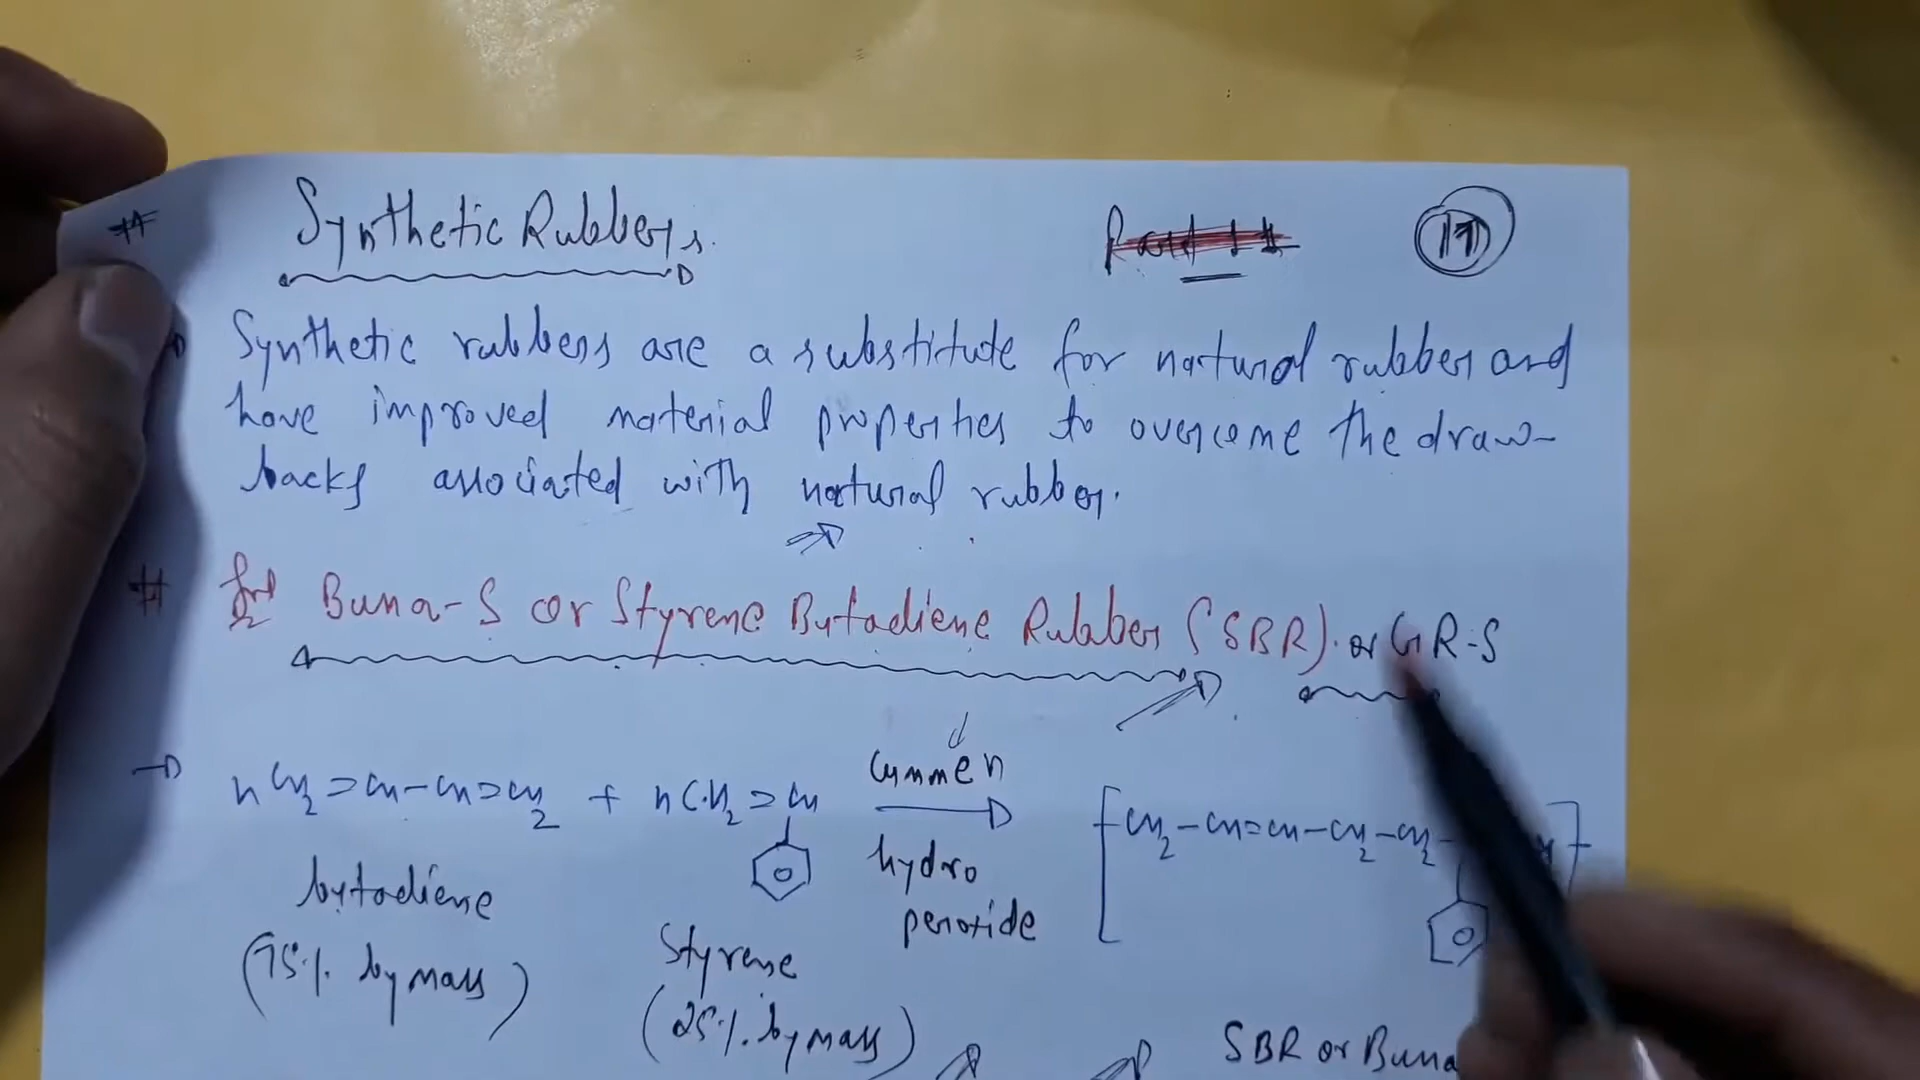 # Synthetic Rubbers.
Part 11
17
Synthetic rubbers are a substitute for natural rubber and
have improved material properties to overcome the draw-
backs associated with natural rubber.
# Buna-S or Styrene Butadiene Rubber (SBR). or GR-S
nCH2=CH-CH=CH2 + nCH2=CH
Cummen
hydro
peroxide
[CH2-CH=CH-CH2-CH2-
butadiene
(75% by mass)
Styrene
(25% by mass)
SBR or Buna